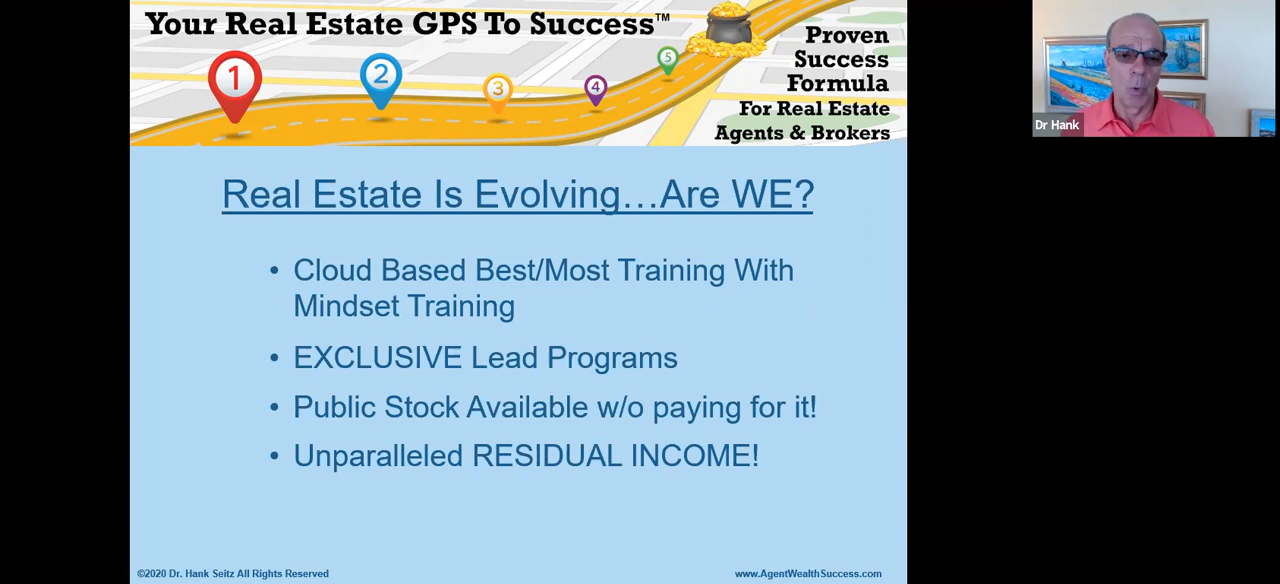 Your Real Estate GPS To Success™
1
2
3
4
5
Proven
Success
Formula
For Real Estate
Agents & Brokers
Dr Hank
Real Estate Is Evolving…Are WE?
• Cloud Based Best/Most Training With
Mindset Training
• EXCLUSIVE Lead Programs
• Public Stock Available w/o paying for it!
• Unparalleled RESIDUAL INCOME!
©2020 Dr. Hank Seitz All Rights Reserved
www.AgentWealthSuccess.com